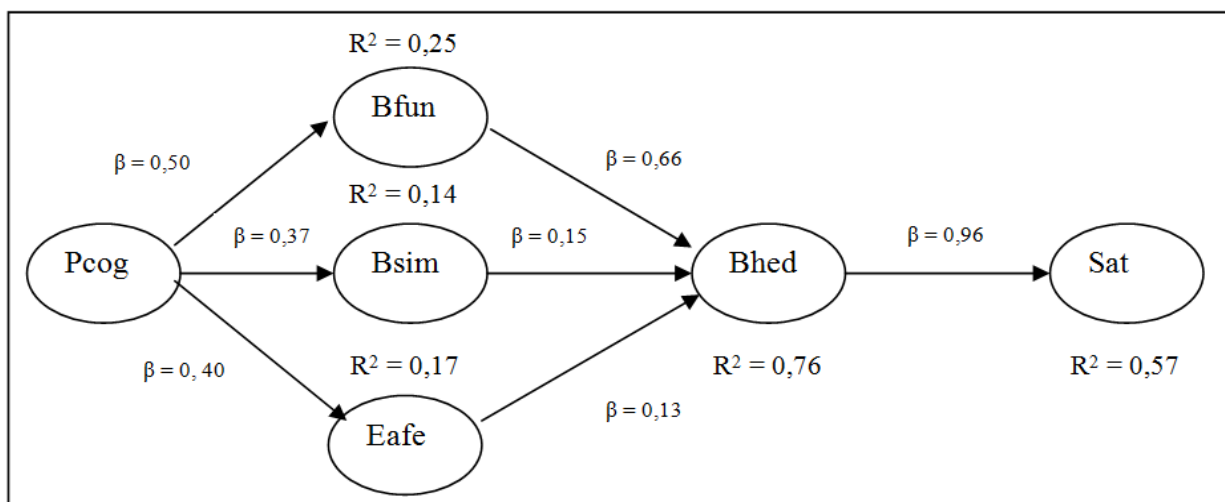 R² = 0,25
Bfun
β = 0,50
β = 0,66
R² = 0,14
β = 0,37
β = 0,15
β = 0,96
Pcog
Bsim
Bhed
Sat
β = 0, 40
R² = 0,17
R² = 0,76
R² = 0,57
β = 0,13
Eafe